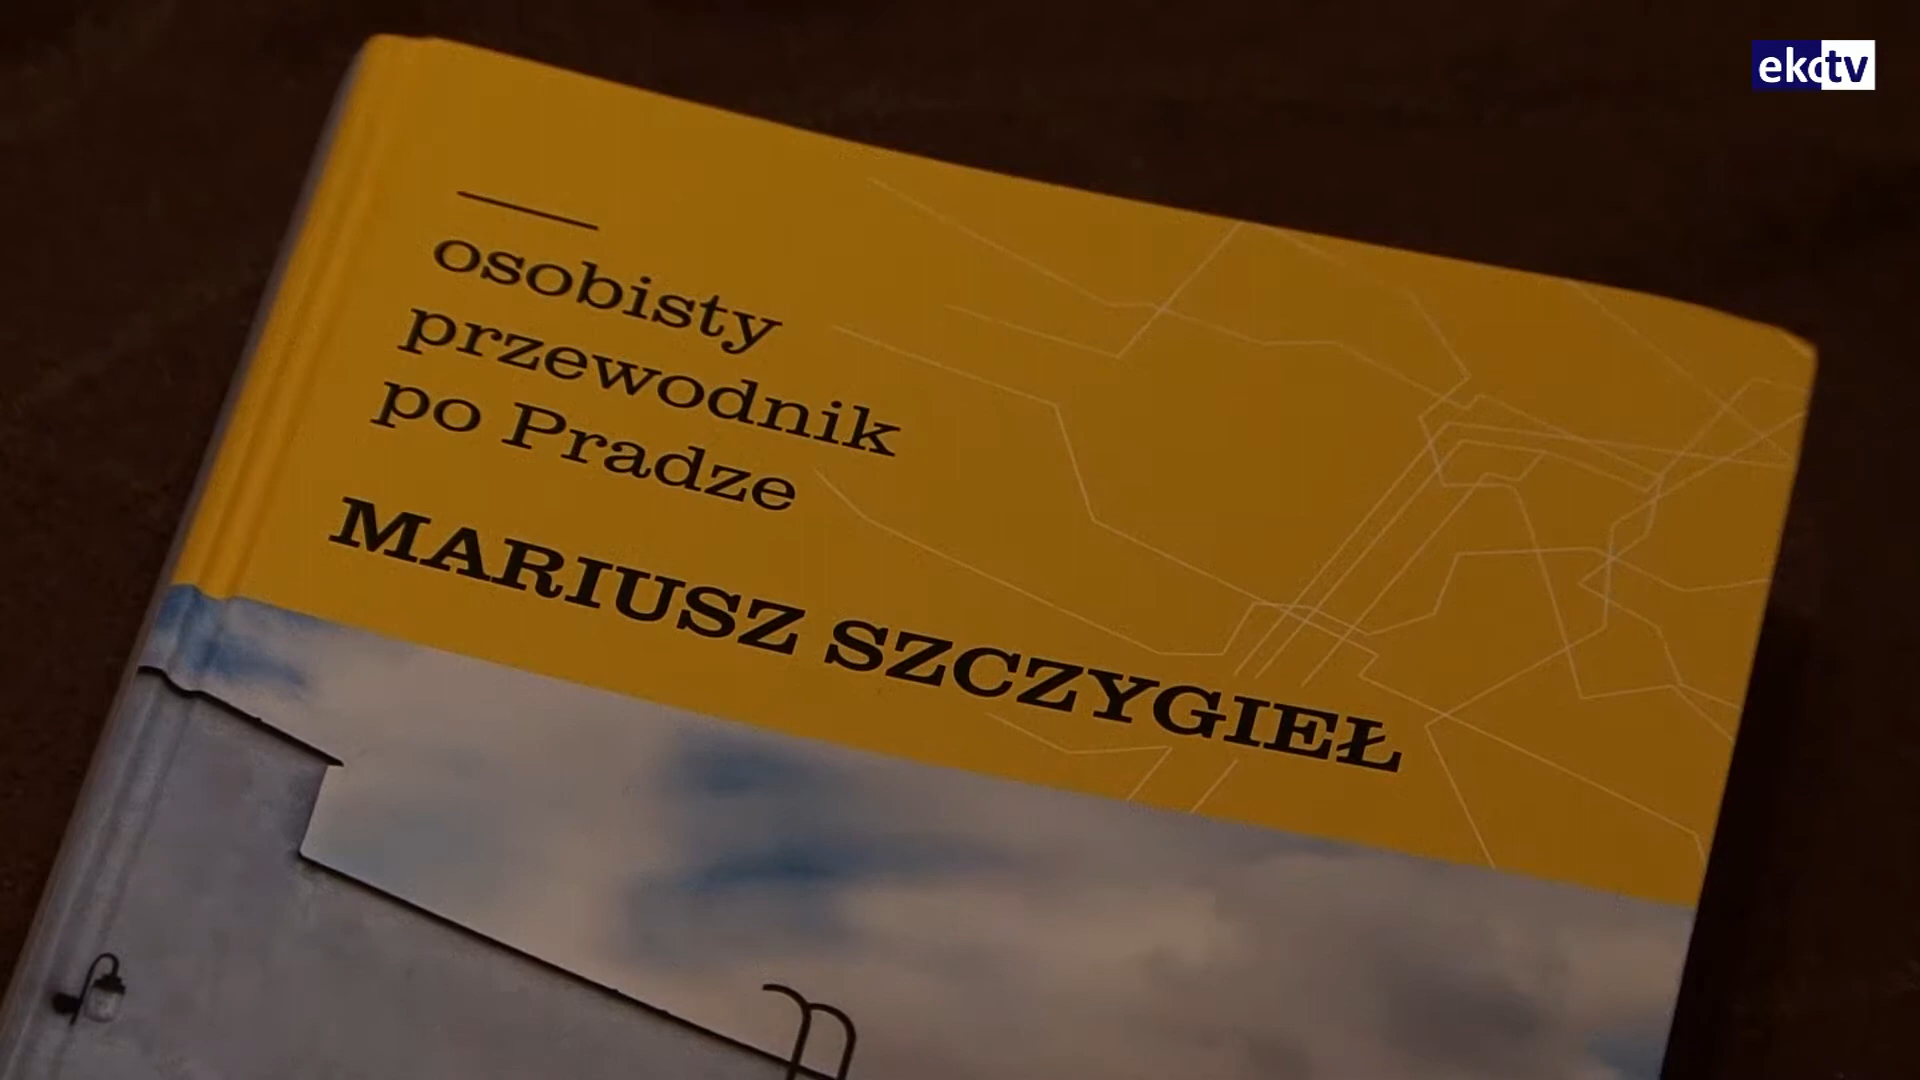 ekotv
osobisty
przewodnik
po Pradze
MARIUSZ SZCZYGIEŁ